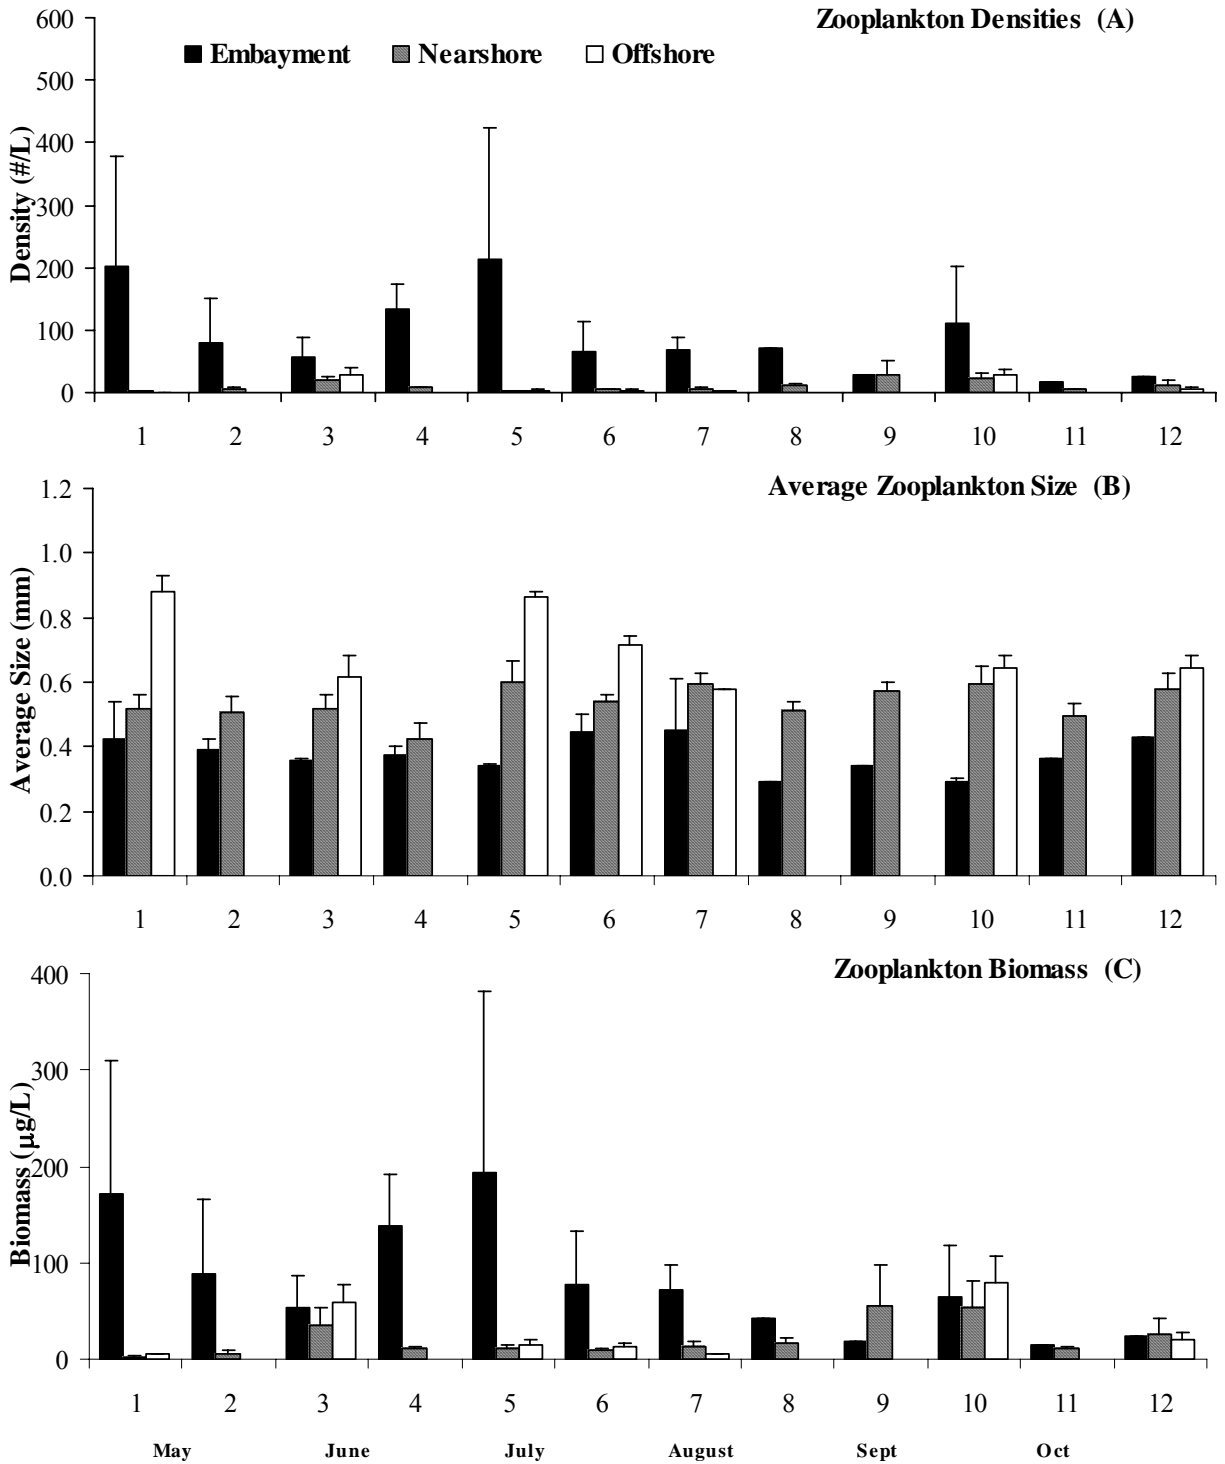 Zooplankton Densities (A)
Embayment Nearshore Offshore
Density (#/L)
600
500
400
300
200
100
0
1 2 3 4 5 6 7 8 9 10 11 12
Average Zooplankton Size (B)
Average Size (mm)
1.2
1.0
0.8
0.6
0.4
0.2
0.0
1 2 3 4 5 6 7 8 9 10 11 12
Zooplankton Biomass (C)
Biomass (µg/L)
400
300
200
100
0
1 2 3 4 5 6 7 8 9 10 11 12
May June July August Sept Oct